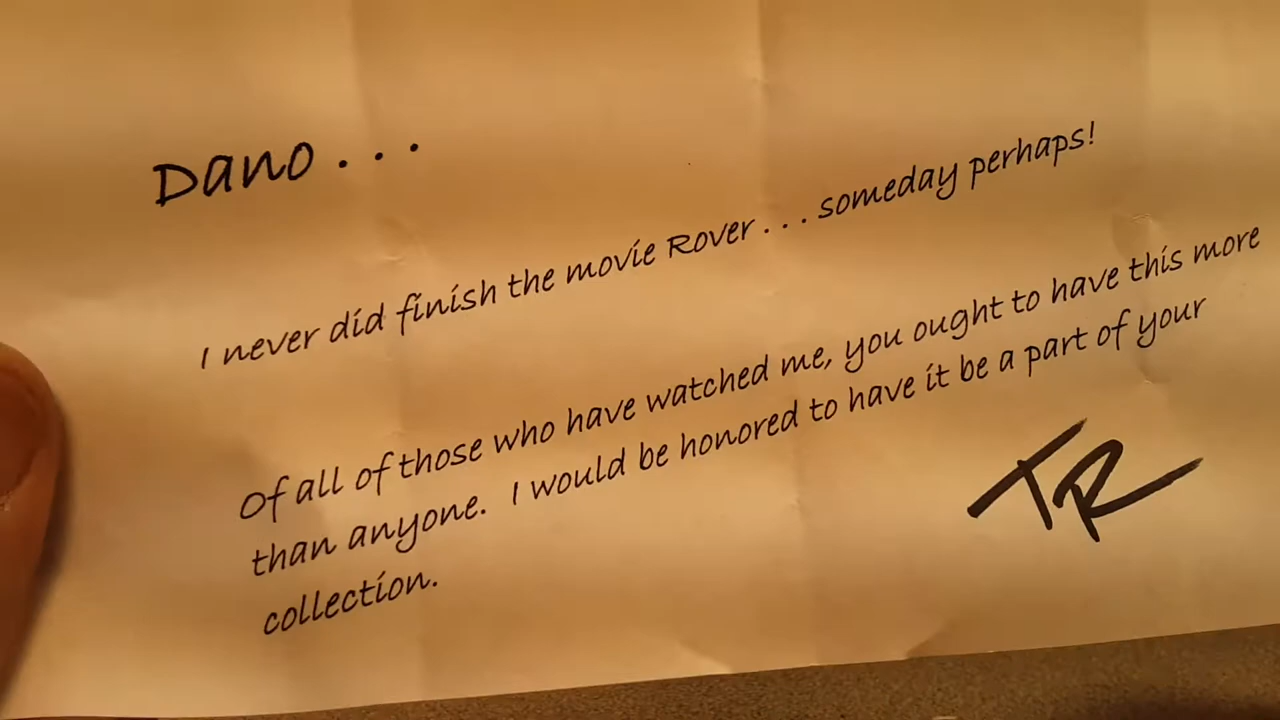 Dano . . .
I never did finish the movie Rover . . . someday perhaps!
Of all of those who have watched me, you ought to have this more
than anyone.  I would be honored to have it be a part of your
collection.
TR